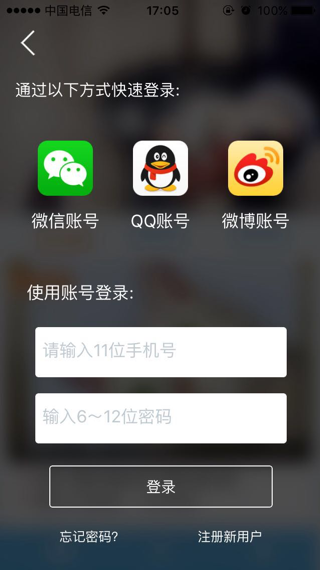 中国电信 17:05 100%
通过以下方式快速登录:
微信账号 QQ账号 微博账号
使用账号登录:
请输入11位手机号
输入6～12位密码
登录
忘记密码? 注册新用户